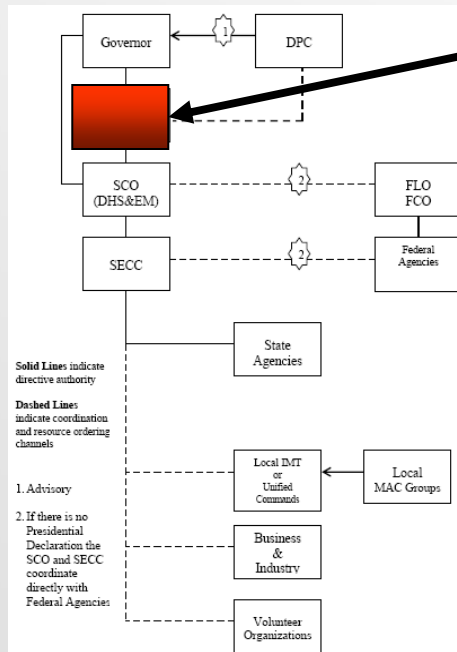 Governor
1
DPC
SCO
(DHS&EM)
2
FLO
FCO
SECC
2
Federal
Agencies
State
Agencies
Solid Lines indicate
directive authority
Dashed Lines
indicate coordination
and resource ordering
channels
1. Advisory
2. If there is no
Presidential
Declaration the
SCO and SECC
coordinate
directly with
Federal Agencies
Local IMT
or
Unified
Commands
Local
MAC Groups
Business
&
Industry
Volunteer
Organizations